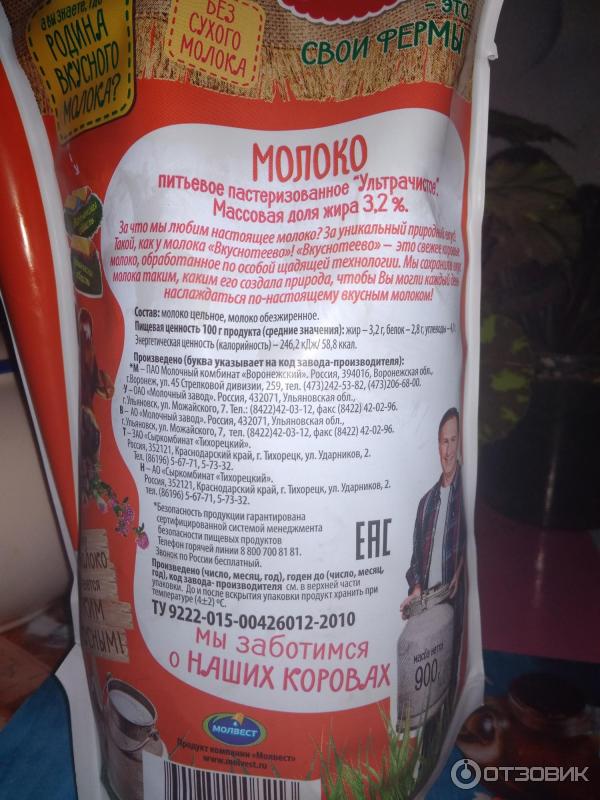 а вы знаете, где
РОДИНА
ВКУСНОГО
МОЛОКА?
БЕЗ
СУХОГО
МОЛОКА
- ЭТО
СВОИ ФЕРМЫ
МОЛОКО
питьевое пастеризованное "Ультрачистое".
Массовая доля жира 3,2 %.
За что мы любим настоящее молоко? За уникальный природный вкус!
Такой, как у молока «Вкуснотеево»! «Вкуснотеево» — это свежее коровье
молоко, обработанное по особой щадящей технологии. Мы сохранили
молоко таким, каким его создала природа, чтобы Вы могли каждый день
наслаждаться по-настоящему вкусным молоком!
Состав: молоко цельное, молоко обезжиренное.
Пищевая ценность 100 г продукта (средние значения): жир – 3,2 г, белок – 2,8 г, углеводы –
Энергетическая ценность (калорийность) – 246,2 кДж/ 58,8 ккал.
Произведено (буква указывает на код завода-производителя):
*М – ПАО Молочный комбинат «Воронежский». Россия, 394016, Воронежская обл.,
г.Воронеж, ул. 45 Стрелковой дивизии, 259, тел. (473)242-53-82, (473)206-68-00.
У – ОАО «Молочный завод». Россия, 432071, Ульяновская обл.,
г.Ульяновск, ул. Можайского, 7. Тел.: (8422)42-03-12, факс (8422) 42-02-96.
В – АО «Молочный завод». Россия, 432071, Ульяновская обл.,
г.Ульяновск, ул. Можайского, 7, тел. (8422)42-03-12, факс (8422) 42-02-96.
Т – ЗАО «Сыркомбинат «Тихорецкий».
Россия, 352121, Краснодарский край, г. Тихорецк, ул. Ударников, 2.
Тел. (86196) 5-67-71, 5-73-32.
Н – АО «Сыркомбинат "Тихорецкий".
Россия, 352121, Краснодарский край, г. Тихорецк, ул. Ударников, 2.
тел. (86196) 5-67-71, 5-73-32.
*Безопасность продукции гарантирована
сертифицированной системой менеджмента
безопасности пищевых продуктов
Телефон горячей линии 8 800 700 81 81.
Звонок по России бесплатный.
EAC
Произведено (число, месяц, год), годен до (число, месяц,
год), код завода- производителя см. в верхней части
упаковки. До и после вскрытия упаковки продукт хранить при
температуре (4±2) ºС.
ТУ 9222-015-00426012-2010
мы заботимся
о НАШИХ КОРОВАХ
масса нетто
900 г
МОЛВЕСТ
Продукт компании «Молвест»
www.molvest.ru
ОТЗОВИК